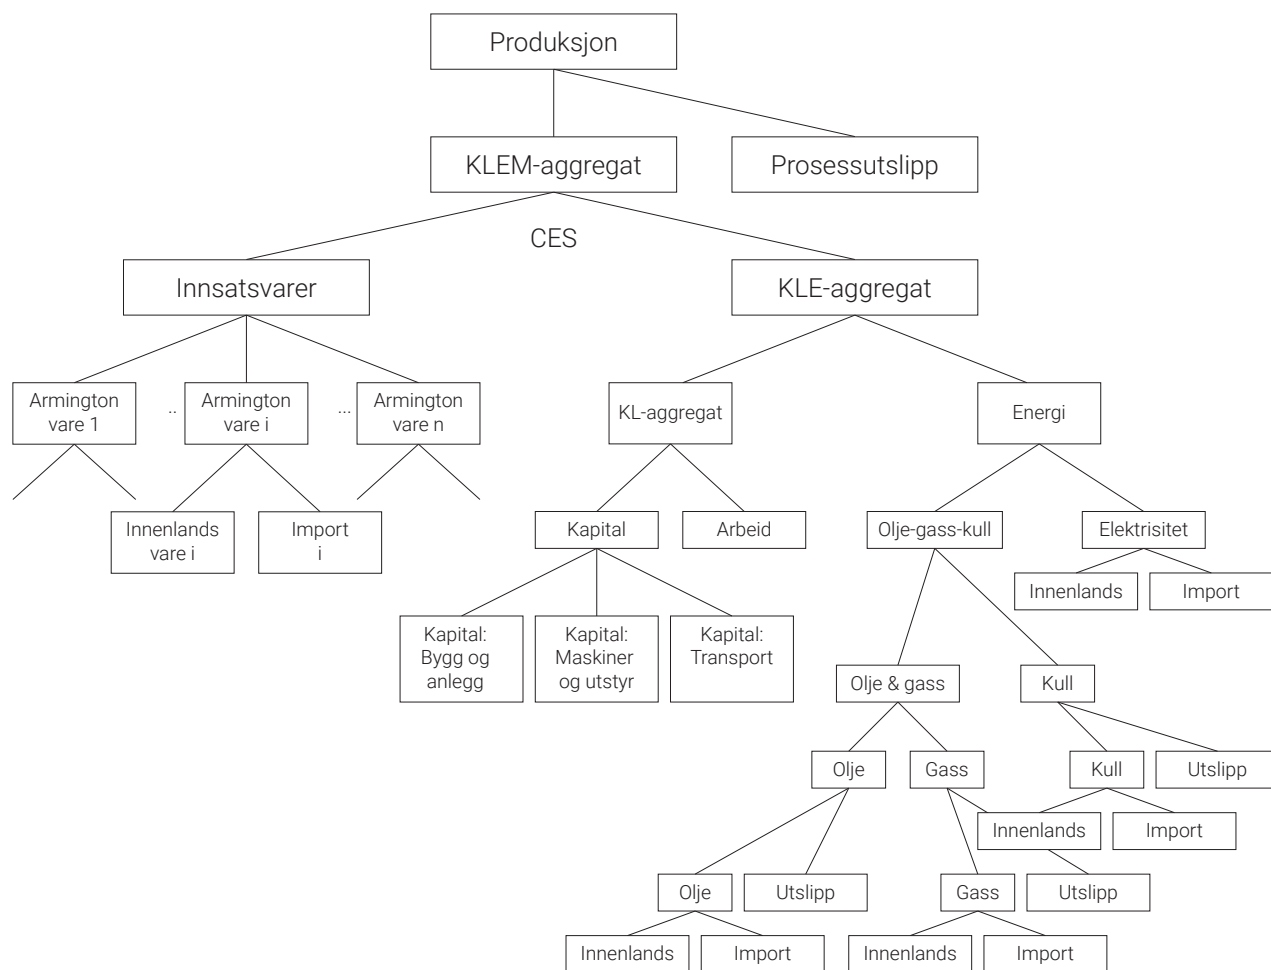 Produksjon
KLEM-aggregat
Prosessutslipp
CES
Innsatsvarer
KLE-aggregat
Armington
vare 1
..
Armington
vare i
...
Armington
vare n
KL-aggregat
Energi
Innenlands
vare i
Import
i
Kapital
Arbeid
Olje-gass-kull
Elektrisitet
Innenlands
Import
Kapital:
Bygg og
anlegg
Kapital:
Maskiner
og utstyr
Kapital:
Transport
Olje & gass
Kull
Olje
Gass
Kull
Utslipp
Innenlands
Import
Olje
Utslipp
Gass
Utslipp
Innenlands
Import
Innenlands
Import